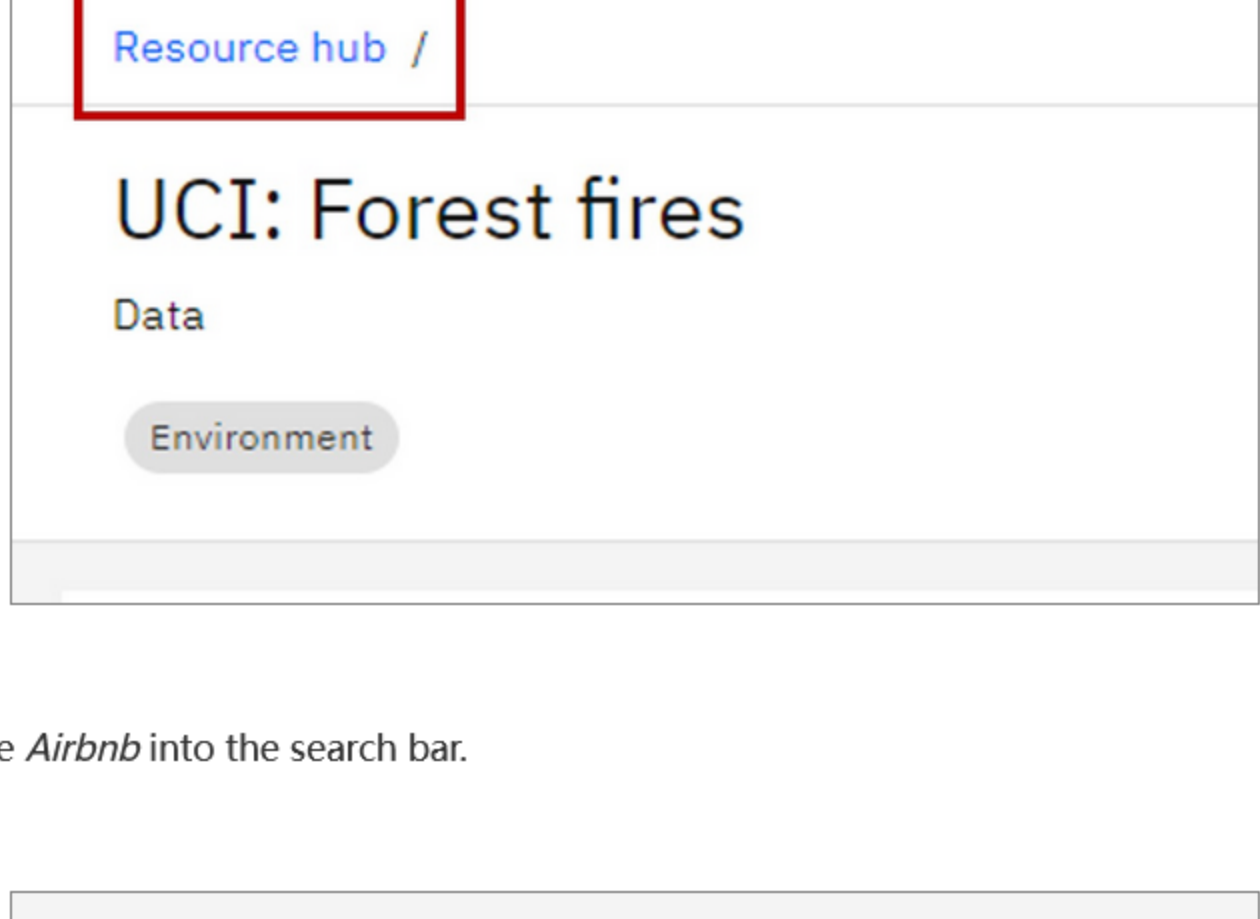 Resource hub /
UCI: Forest fires
Data
Environment
e Airbnb into the search bar.